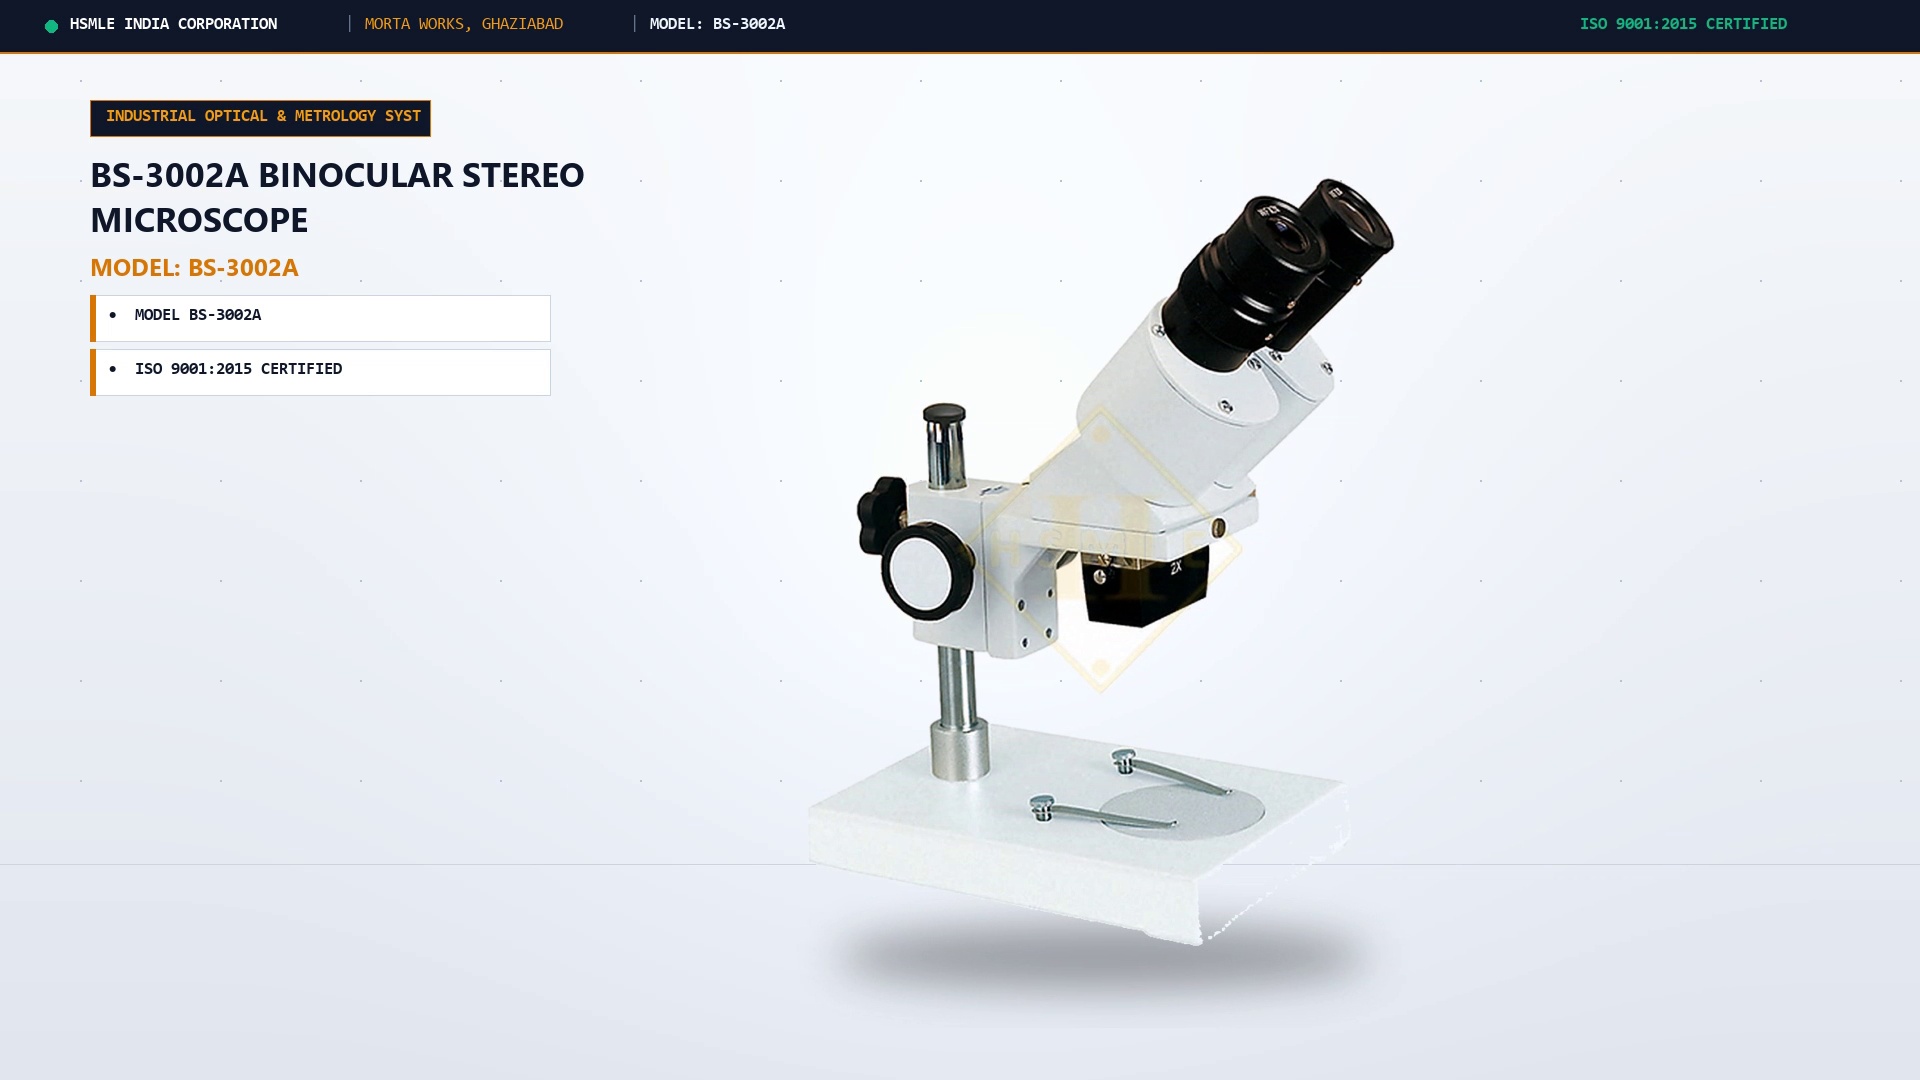 HSMLE INDIA CORPORATION
MORTA WORKS, GHAZIABAD
MODEL: BS-3002A
ISO 9001:2015 CERTIFIED
INDUSTRIAL OPTICAL & METROLOGY SYST
BS-3002A BINOCULAR STEREO
MICROSCOPE
MODEL: BS-3002A
• MODEL BS-3002A
• ISO 9001:2015 CERTIFIED
2X